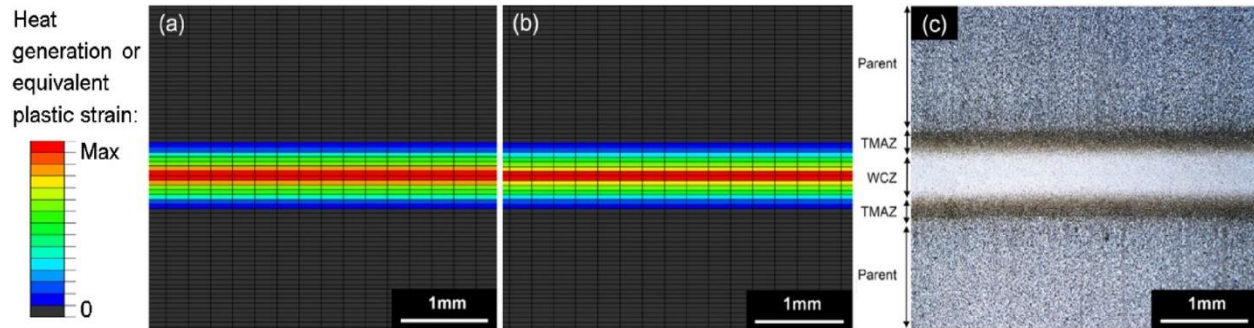 Heat
generation or
equivalent
plastic strain:
Max
0
(a)
1mm
(b)
1mm
Parent
TMAZ
WCZ
TMAZ
Parent
(c)
1mm